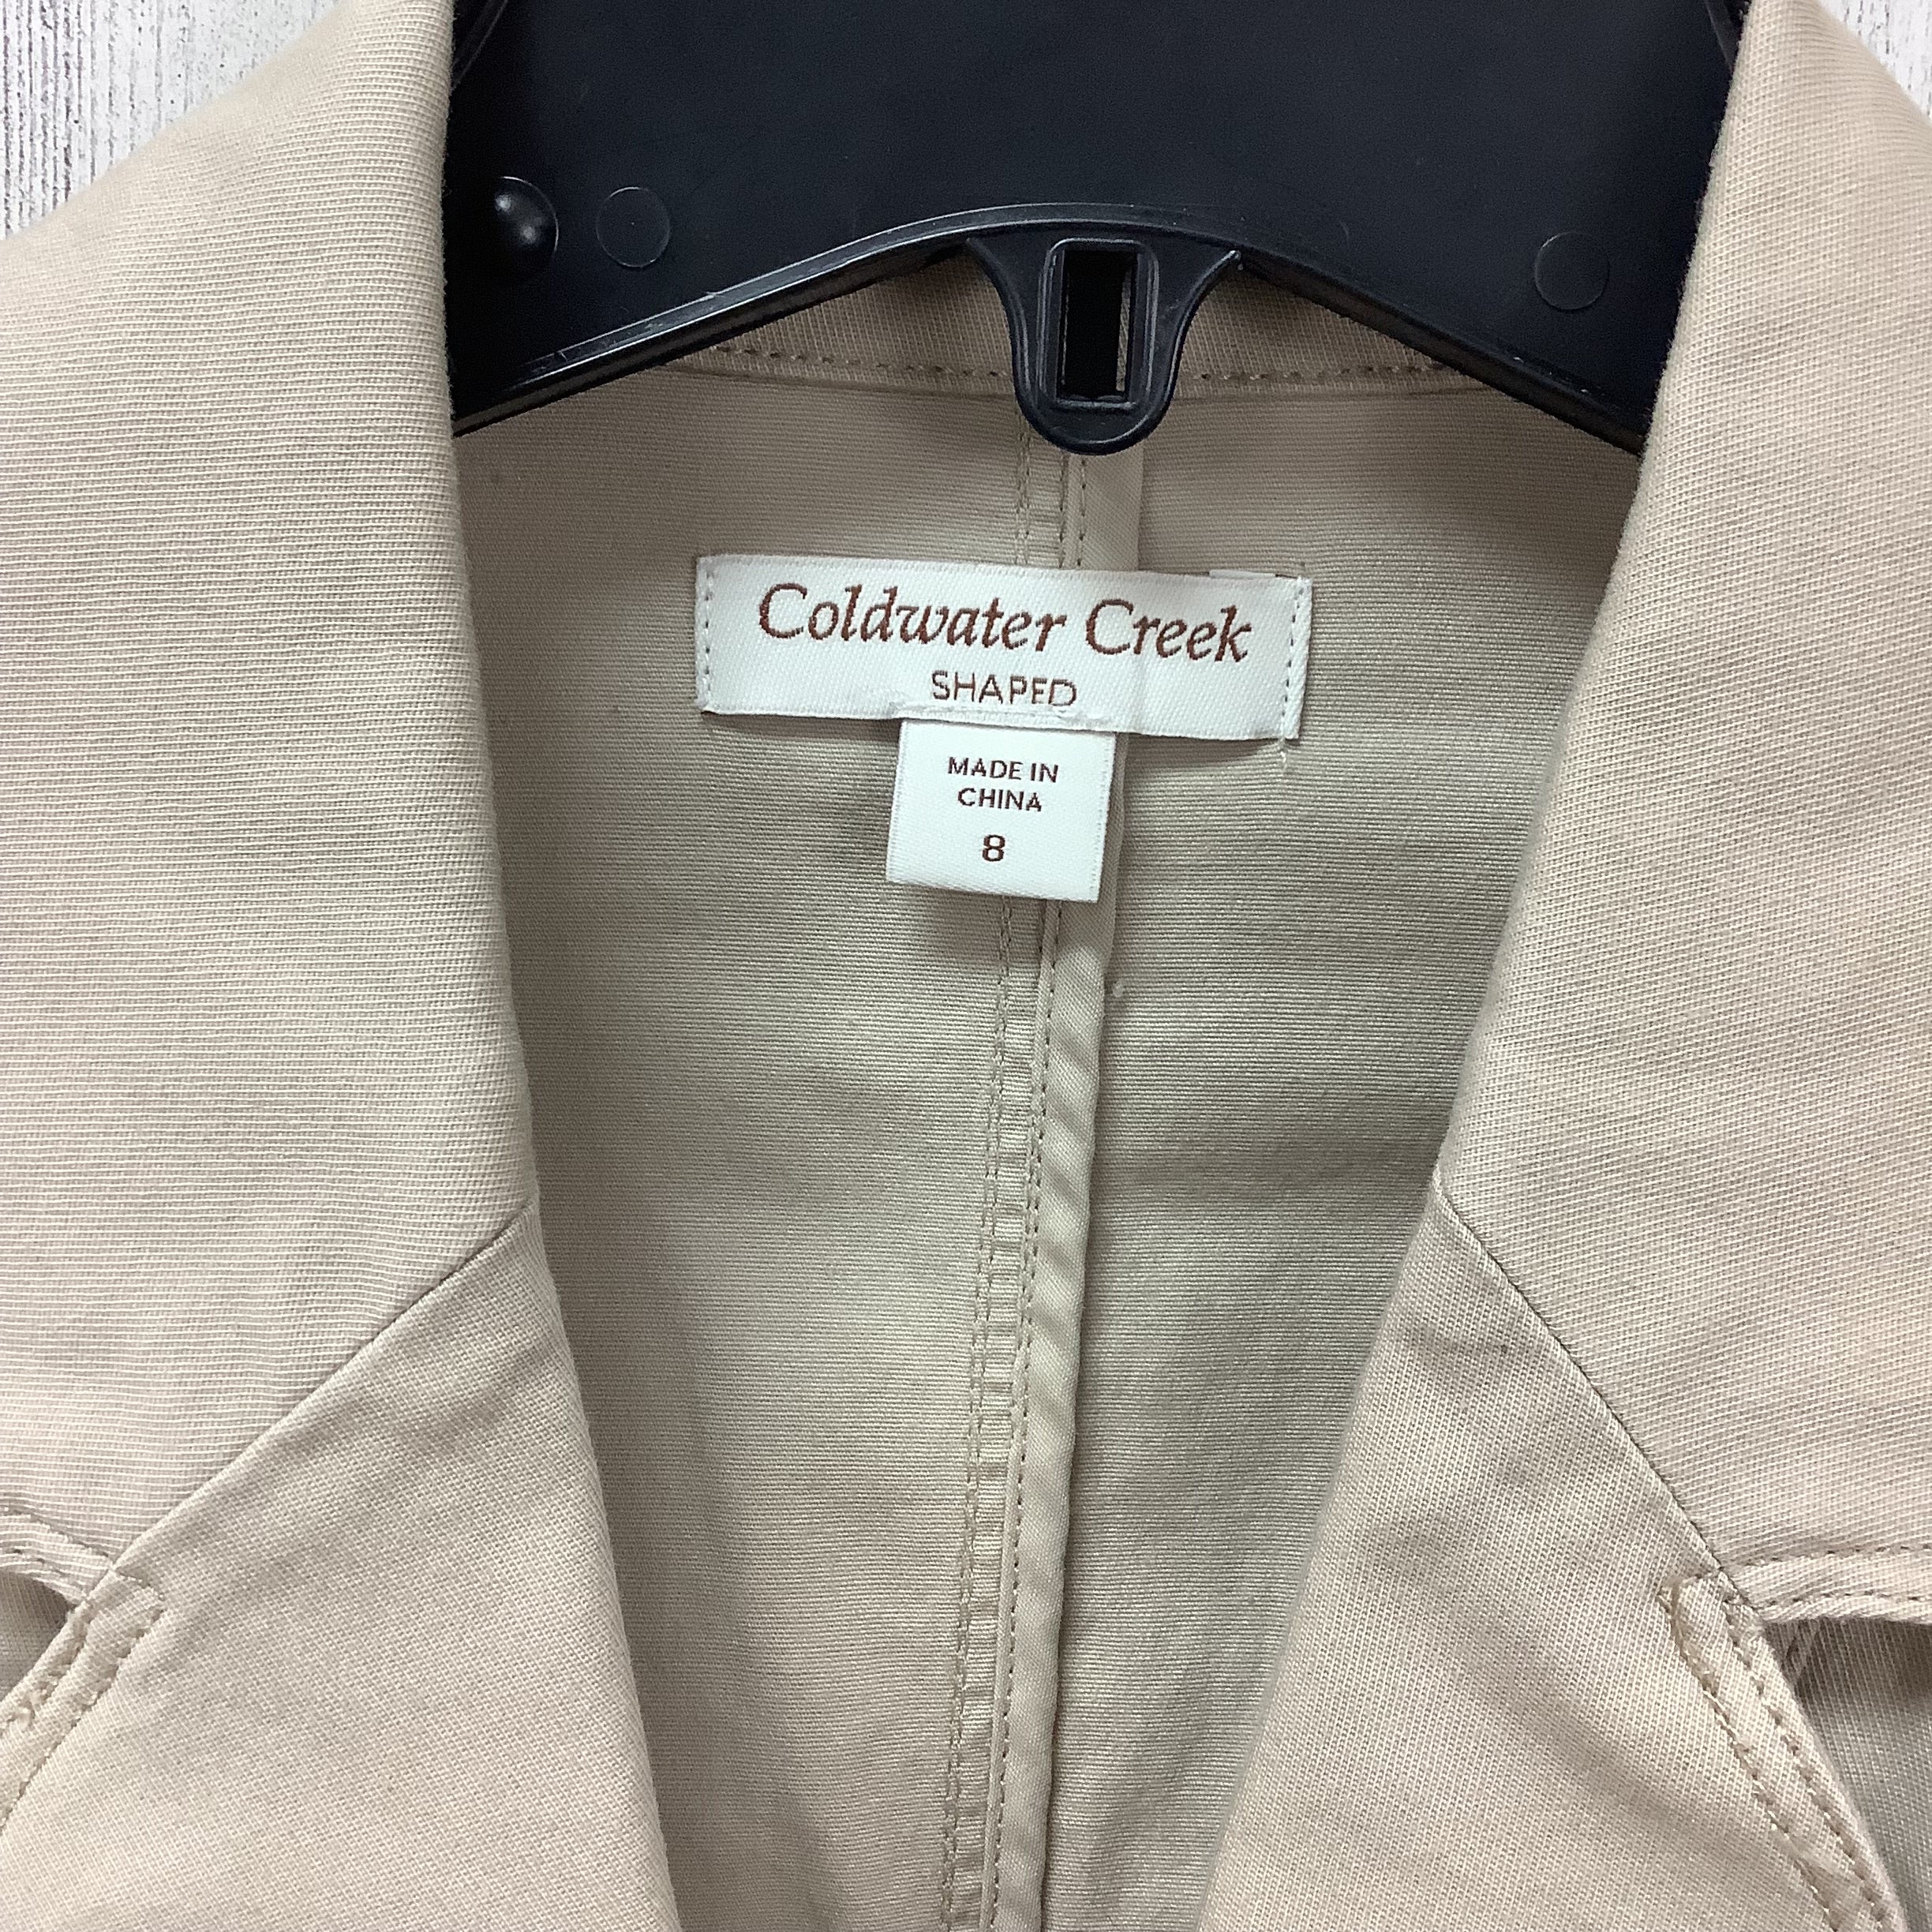 Coldwater Creek
SHAPED
MADE IN
CHINA
8